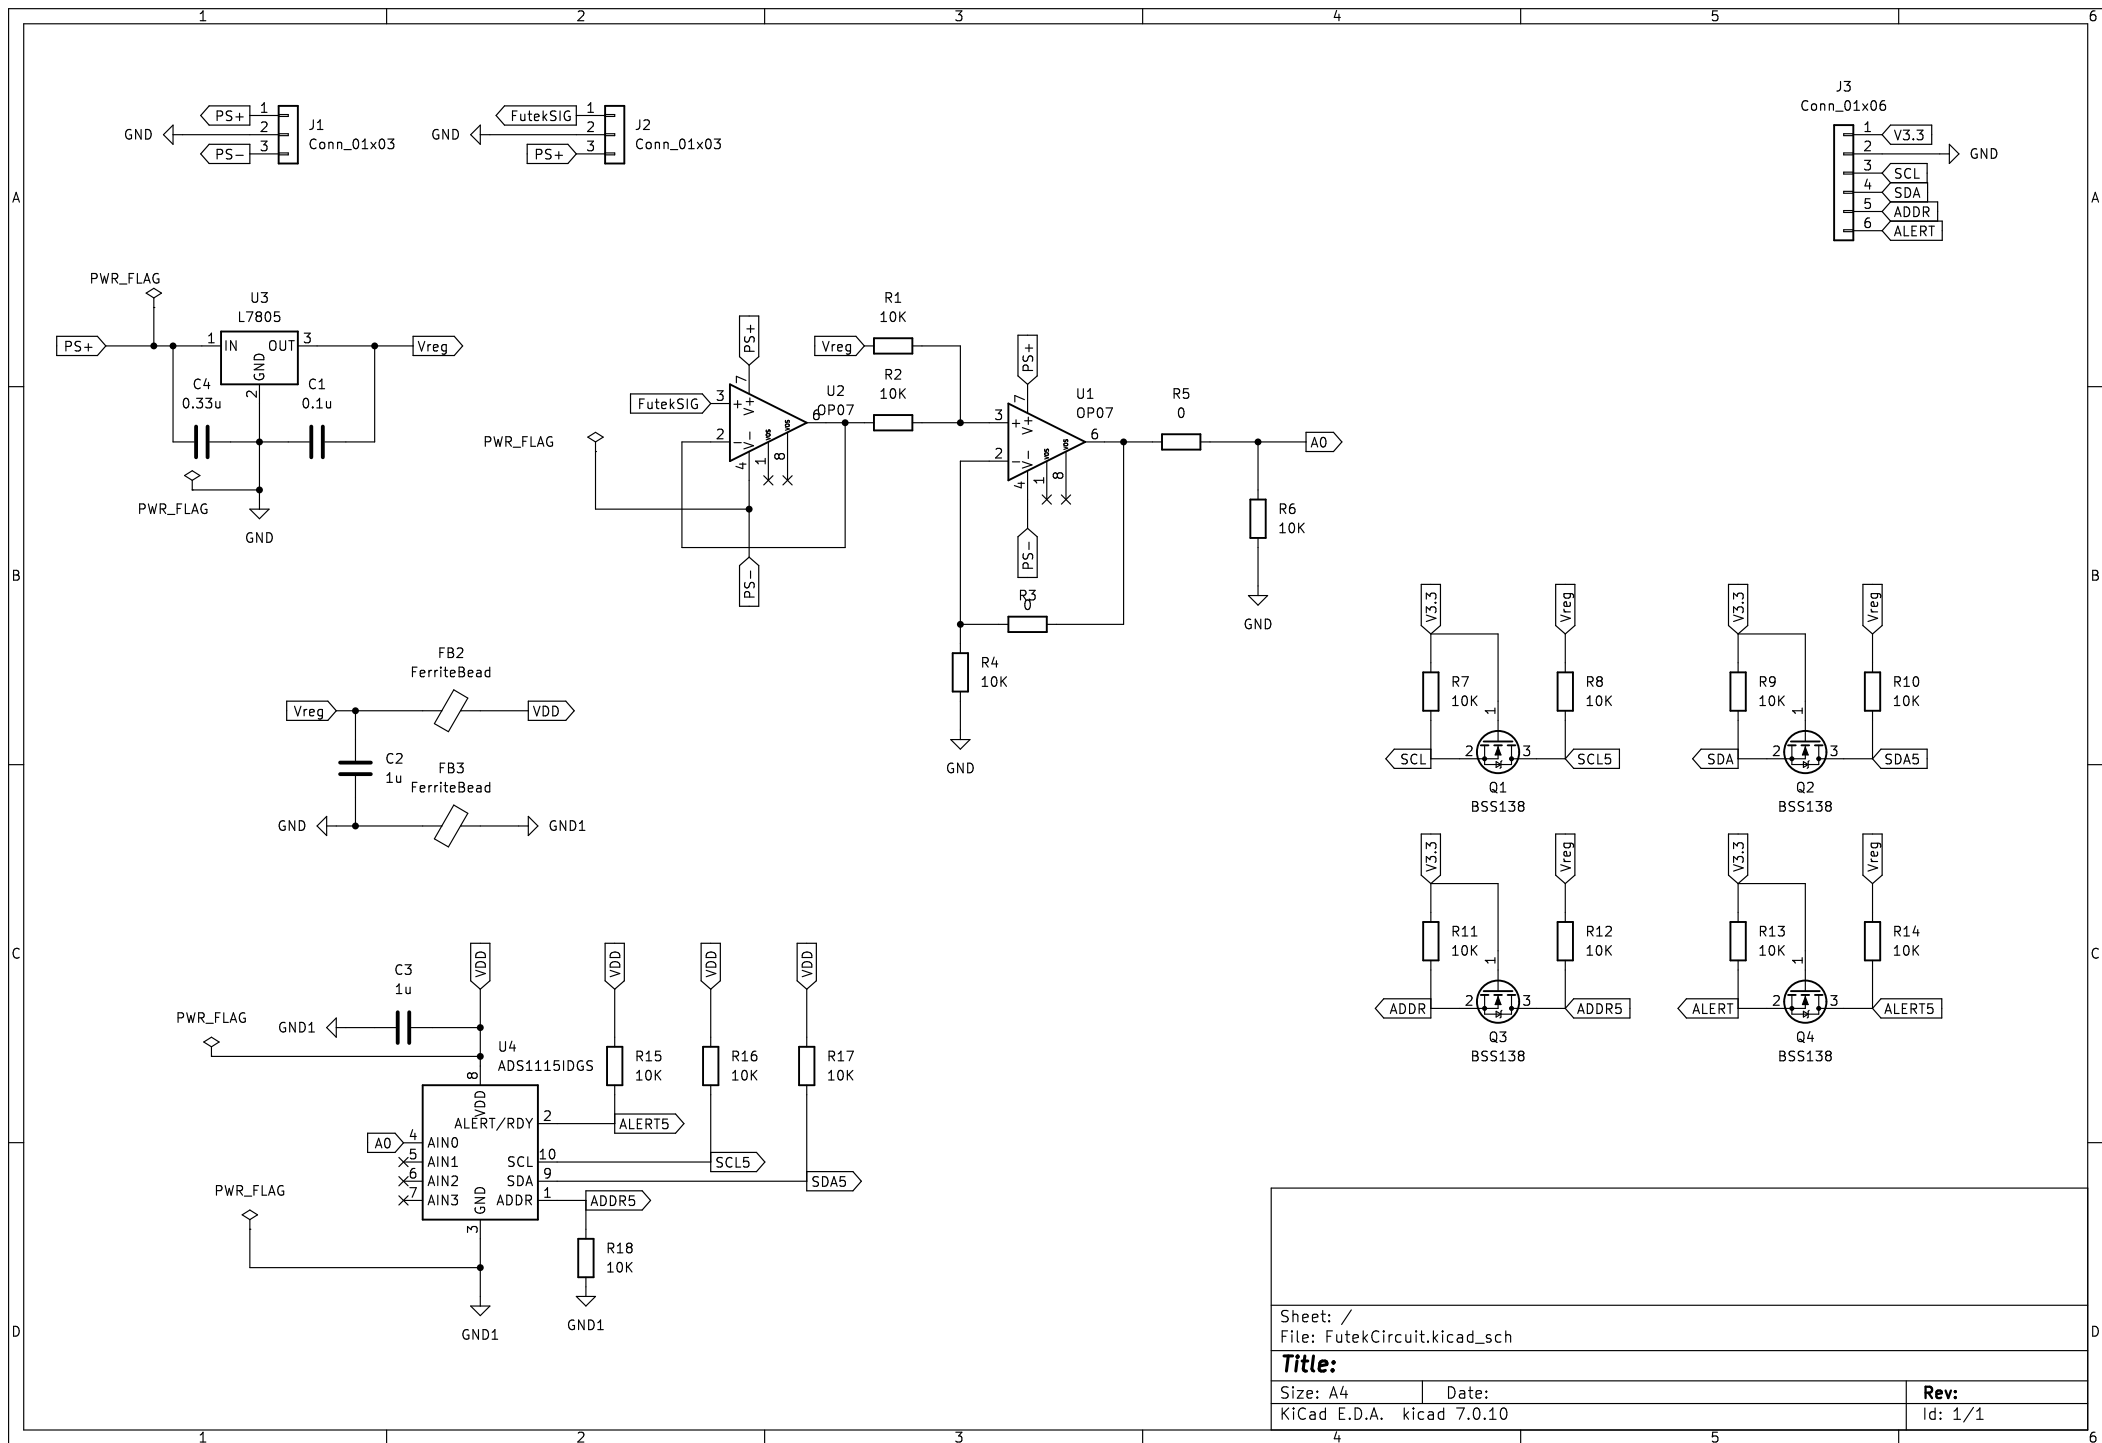 1 2 3 4 5 6
A
B
C
D
A
B
C
D
1 2 3 4 5 6
PS+ 1
GND 2
PS- 3
J1
Conn_01x03
FutekSIG 1
GND 2
PS+ 3
J2
Conn_01x03
J3
Conn_01x06
1 V3.3
2 GND
3 SCL
4 SDA
5 ADDR
6 ALERT
PWR_FLAG
U3
L7805
PS+ 1 IN OUT 3 Vreg
GND
2
C4
0.33u
C1
0.1u
PWR_FLAG
GND
PWR_FLAG
PS+
7
FutekSIG 3
+ V+
U2
OP07
6
2
- V-
4
1
VOS
8
VOS
PS-
R1
10K
Vreg
R2
10K
PS+
7
3
+ V+
U1
OP07
6
2
- V-
4
1
VOS
8
VOS
PS-
R3
0
R4
10K
GND
R5
0
A0
R6
10K
GND
FB2
FerriteBead
Vreg VDD
C2
1u
FB3
FerriteBead
GND GND1
V3.3 Vreg
R7
10K
R8
10K
1
SCL 2 3 SCL5
Q1
BSS138
V3.3 Vreg
R9
10K
R10
10K
1
SDA 2 3 SDA5
Q2
BSS138
V3.3 Vreg
R11
10K
R12
10K
1
ADDR 2 3 ADDR5
Q3
BSS138
V3.3 Vreg
R13
10K
R14
10K
1
ALERT 2 3 ALERT5
Q4
BSS138
VDD VDD VDD VDD
C3
1u
PWR_FLAG
GND1
U4
ADS1115IDGS
8
VDD
R15
10K
R16
10K
R17
10K
ALERT/RDY 2 ALERT5
A0 4 AIN0
5 AIN1
SCL 10 SCL5
6 AIN2
SDA 9 SDA5
7 AIN3
ADDR 1 ADDR5
GND
3
PWR_FLAG
R18
10K
GND1
GND1
Sheet: /
File: FutekCircuit.kicad_sch
Title:
Size: A4 Date: Rev:
KiCad E.D.A. kicad 7.0.10 Id: 1/1